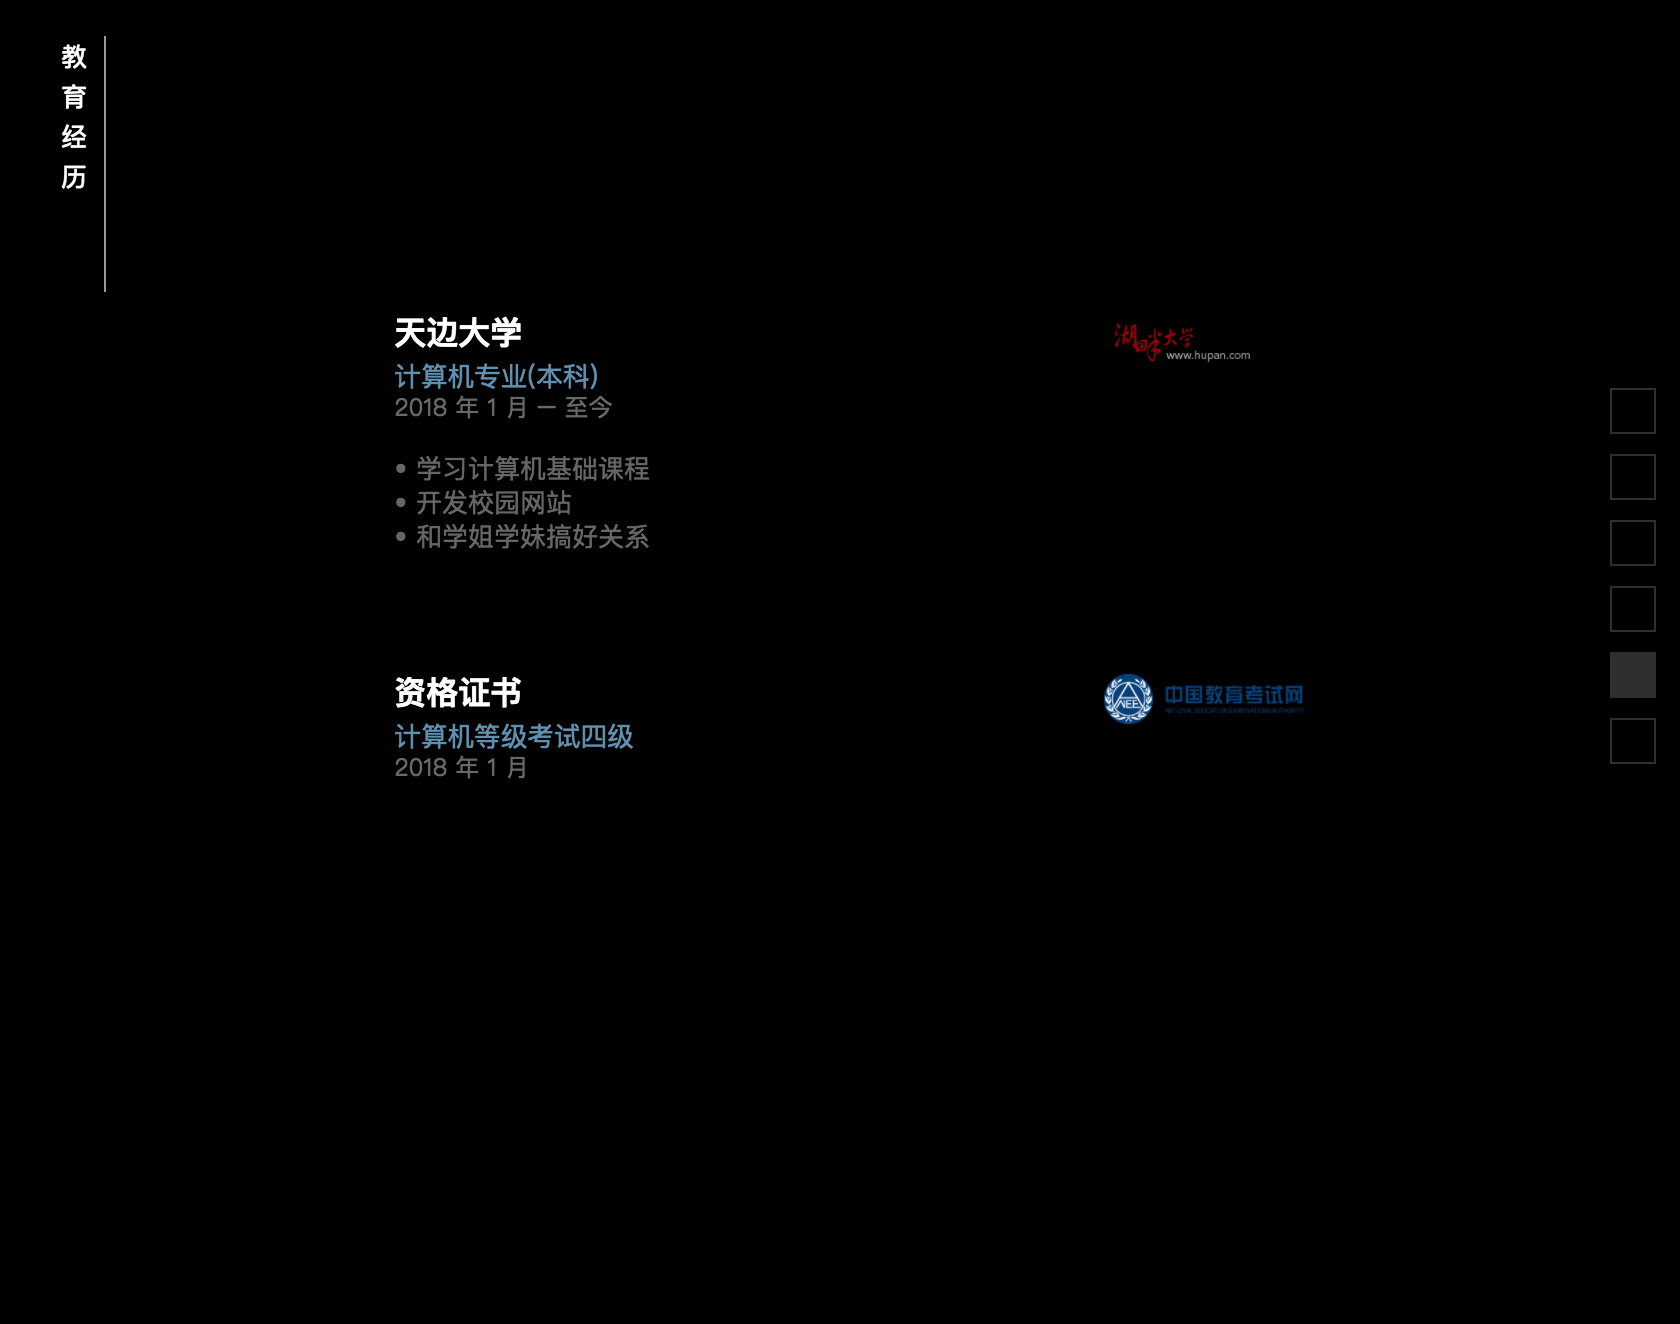 教育经历
天边大学
湖畔大学
www.hupan.com
计算机专业(本科)
2018 年 1 月 — 至今
• 学习计算机基础课程
• 开发校园网站
• 和学姐学妹搞好关系
资格证书
NEEA
中国教育考试网
NATIONAL EDUCATION EXAMINATIONS AUTHORITY
计算机等级考试四级
2018 年 1 月